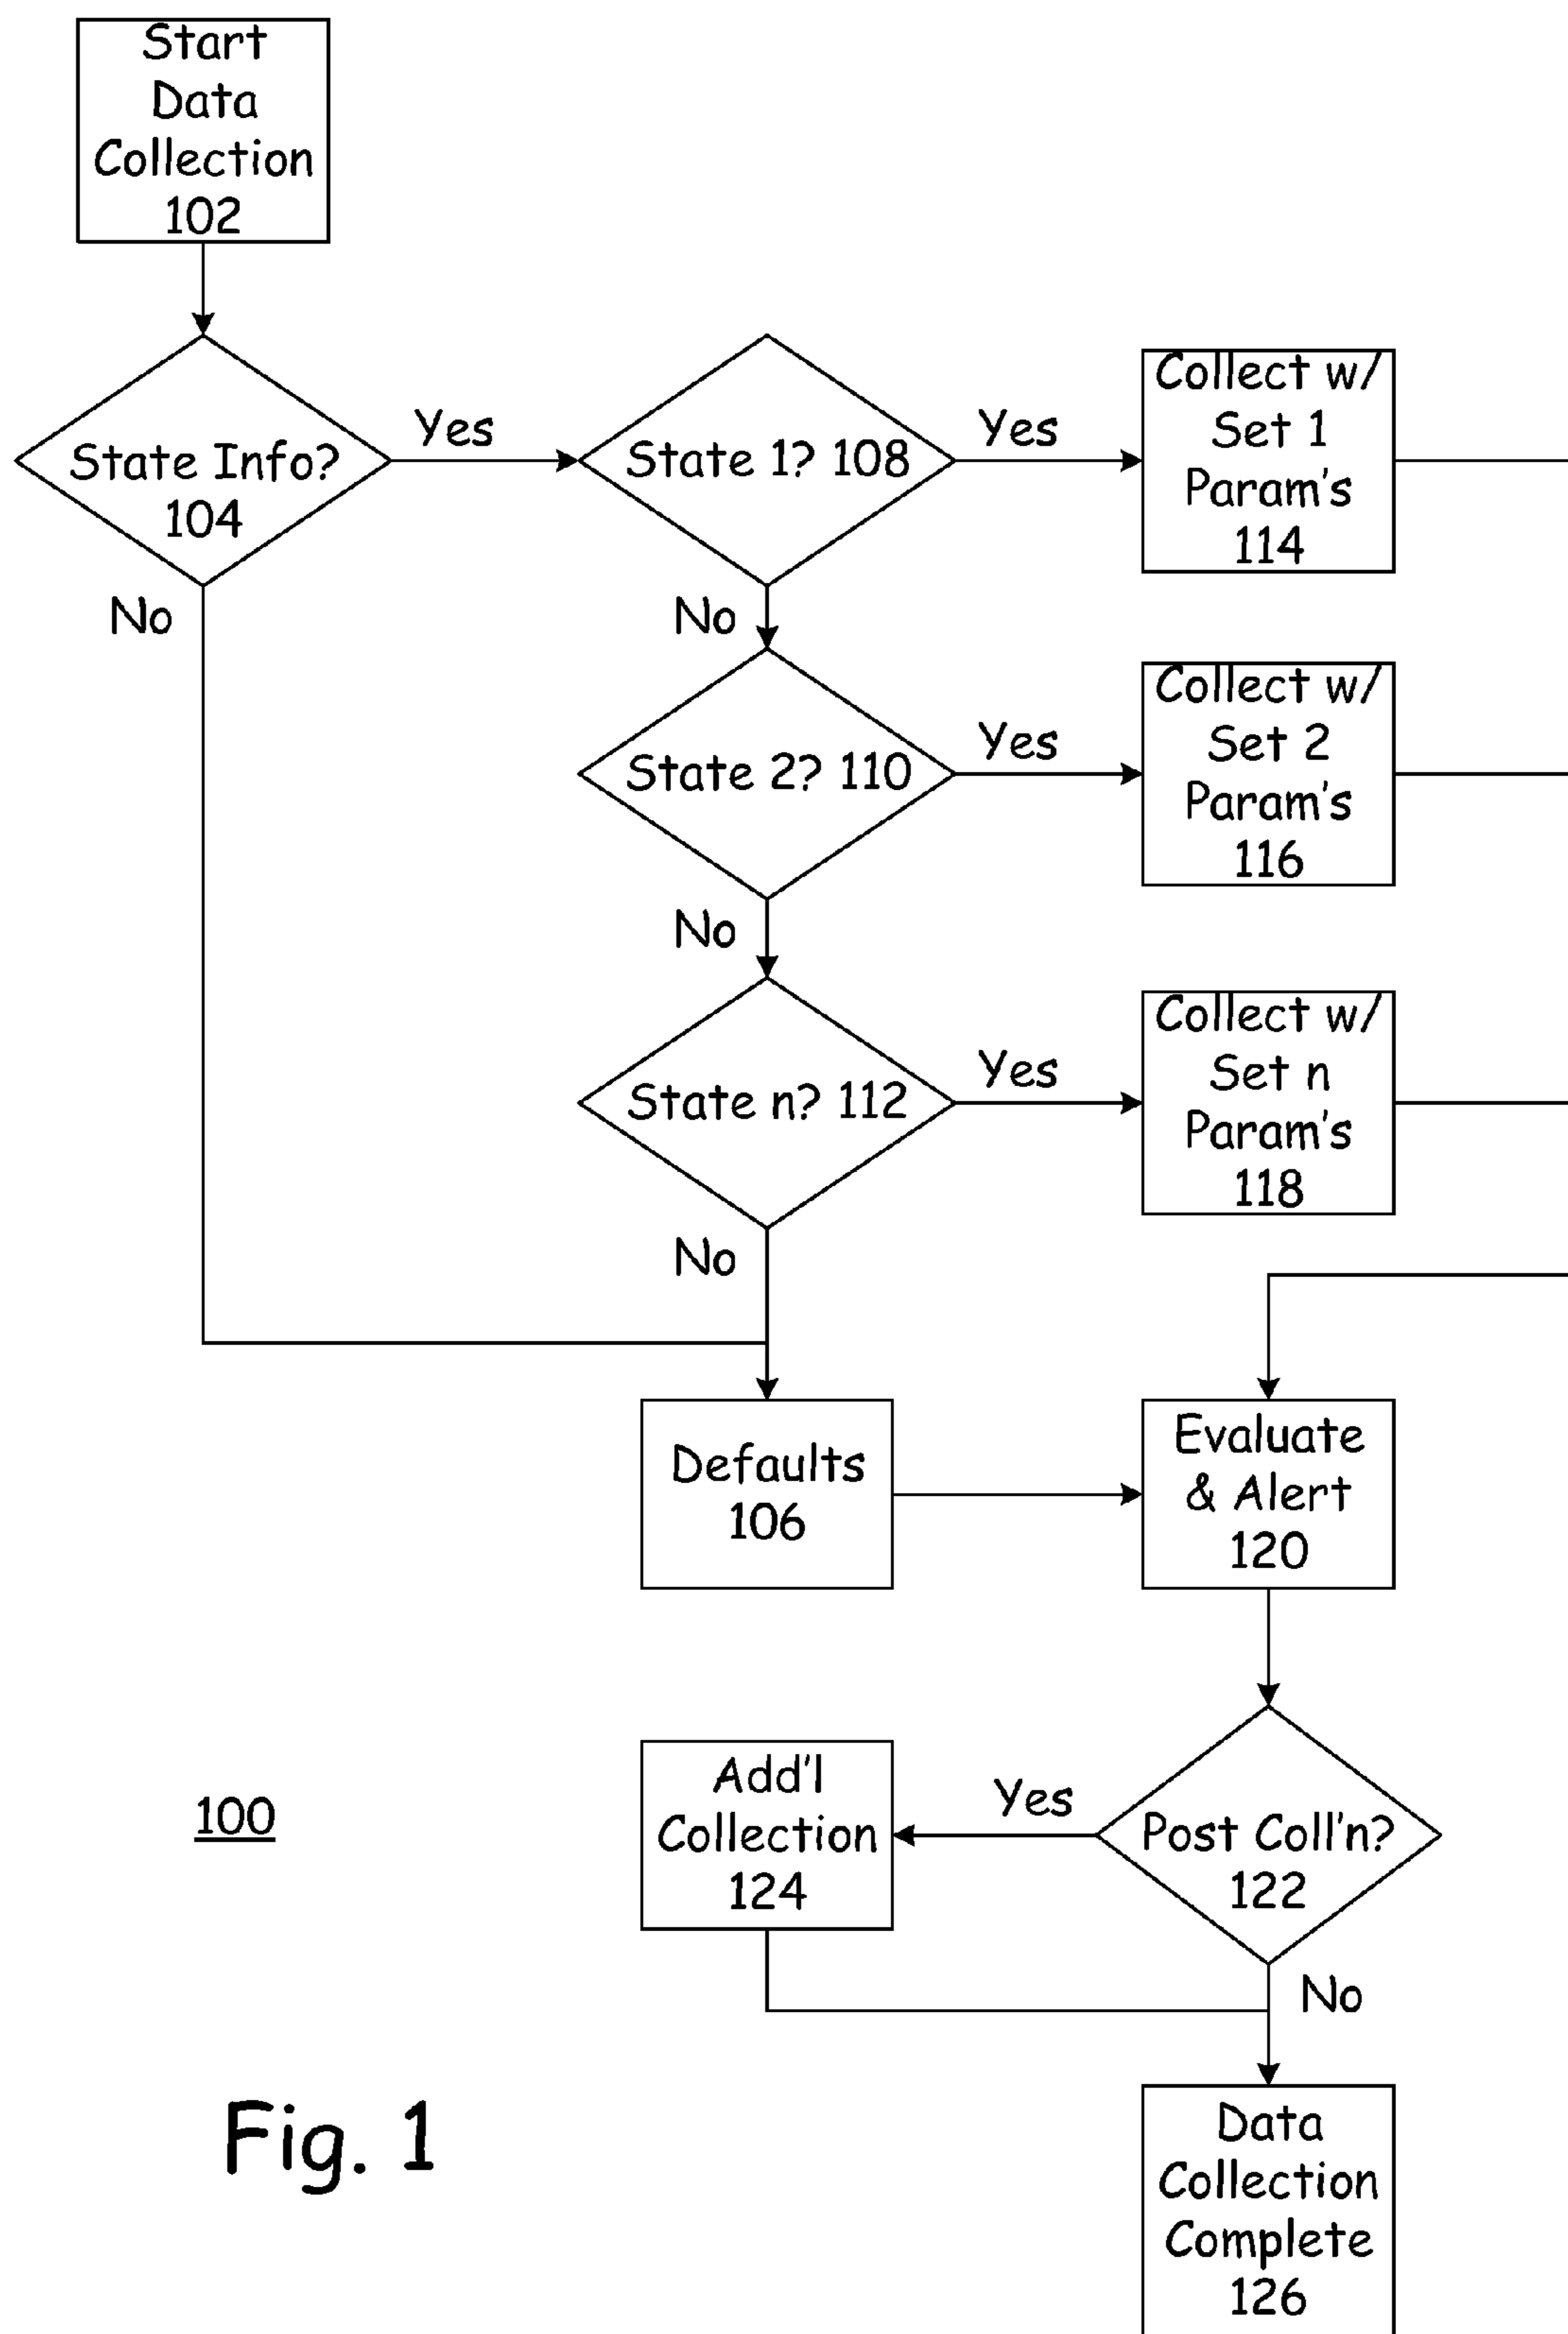 Start
Data
Collection
102
State Info?
104
Yes
No
State 1? 108
Yes
No
Collect w/
Set 1
Param's
114
State 2? 110
Yes
No
Collect w/
Set 2
Param's
116
State n? 112
Yes
No
Collect w/
Set n
Param's
118
Defaults
106
Evaluate
& Alert
120
Post Coll'n?
122
Yes
No
Add'l
Collection
124
100
Data
Collection
Complete
126
Fig. 1